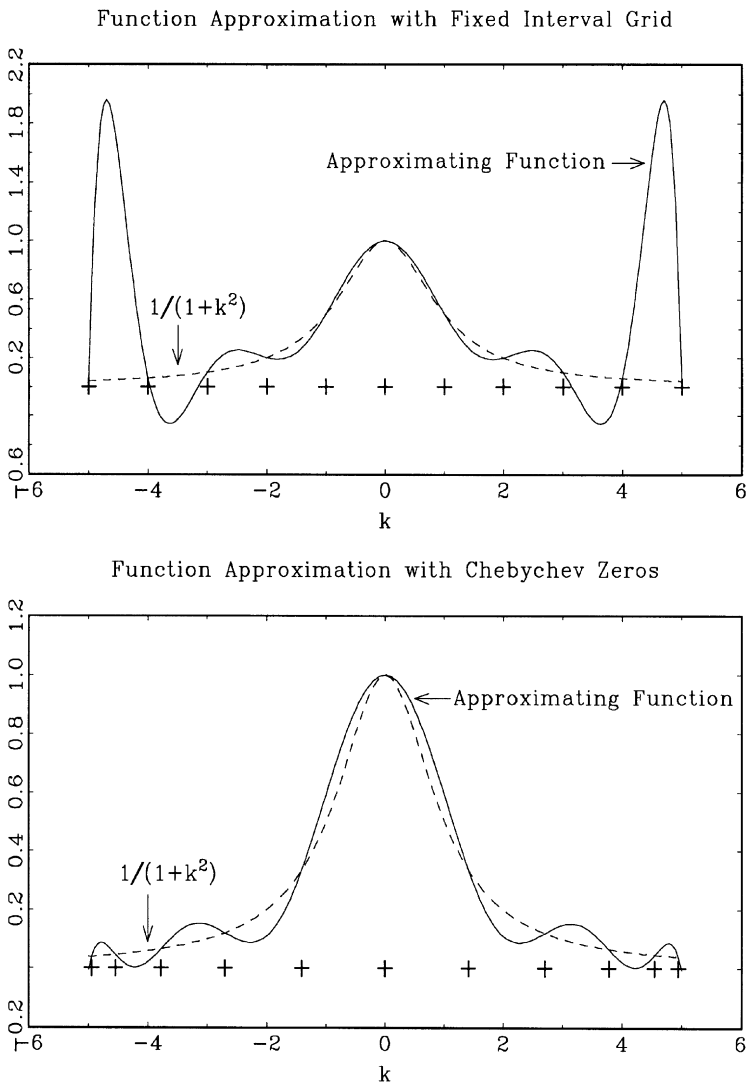 Function Approximation with Fixed Interval Grid
2.2
1.8
1.4
1.0
0.6
0.2
-0.6
Approximating Function
1/(1+k²)
-6 -4 -2 0 2 4 6
k
Function Approximation with Chebychev Zeros
1.2
1.0
0.8
0.6
0.4
0.2
-0.2
Approximating Function
1/(1+k²)
-6 -4 -2 0 2 4 6
k